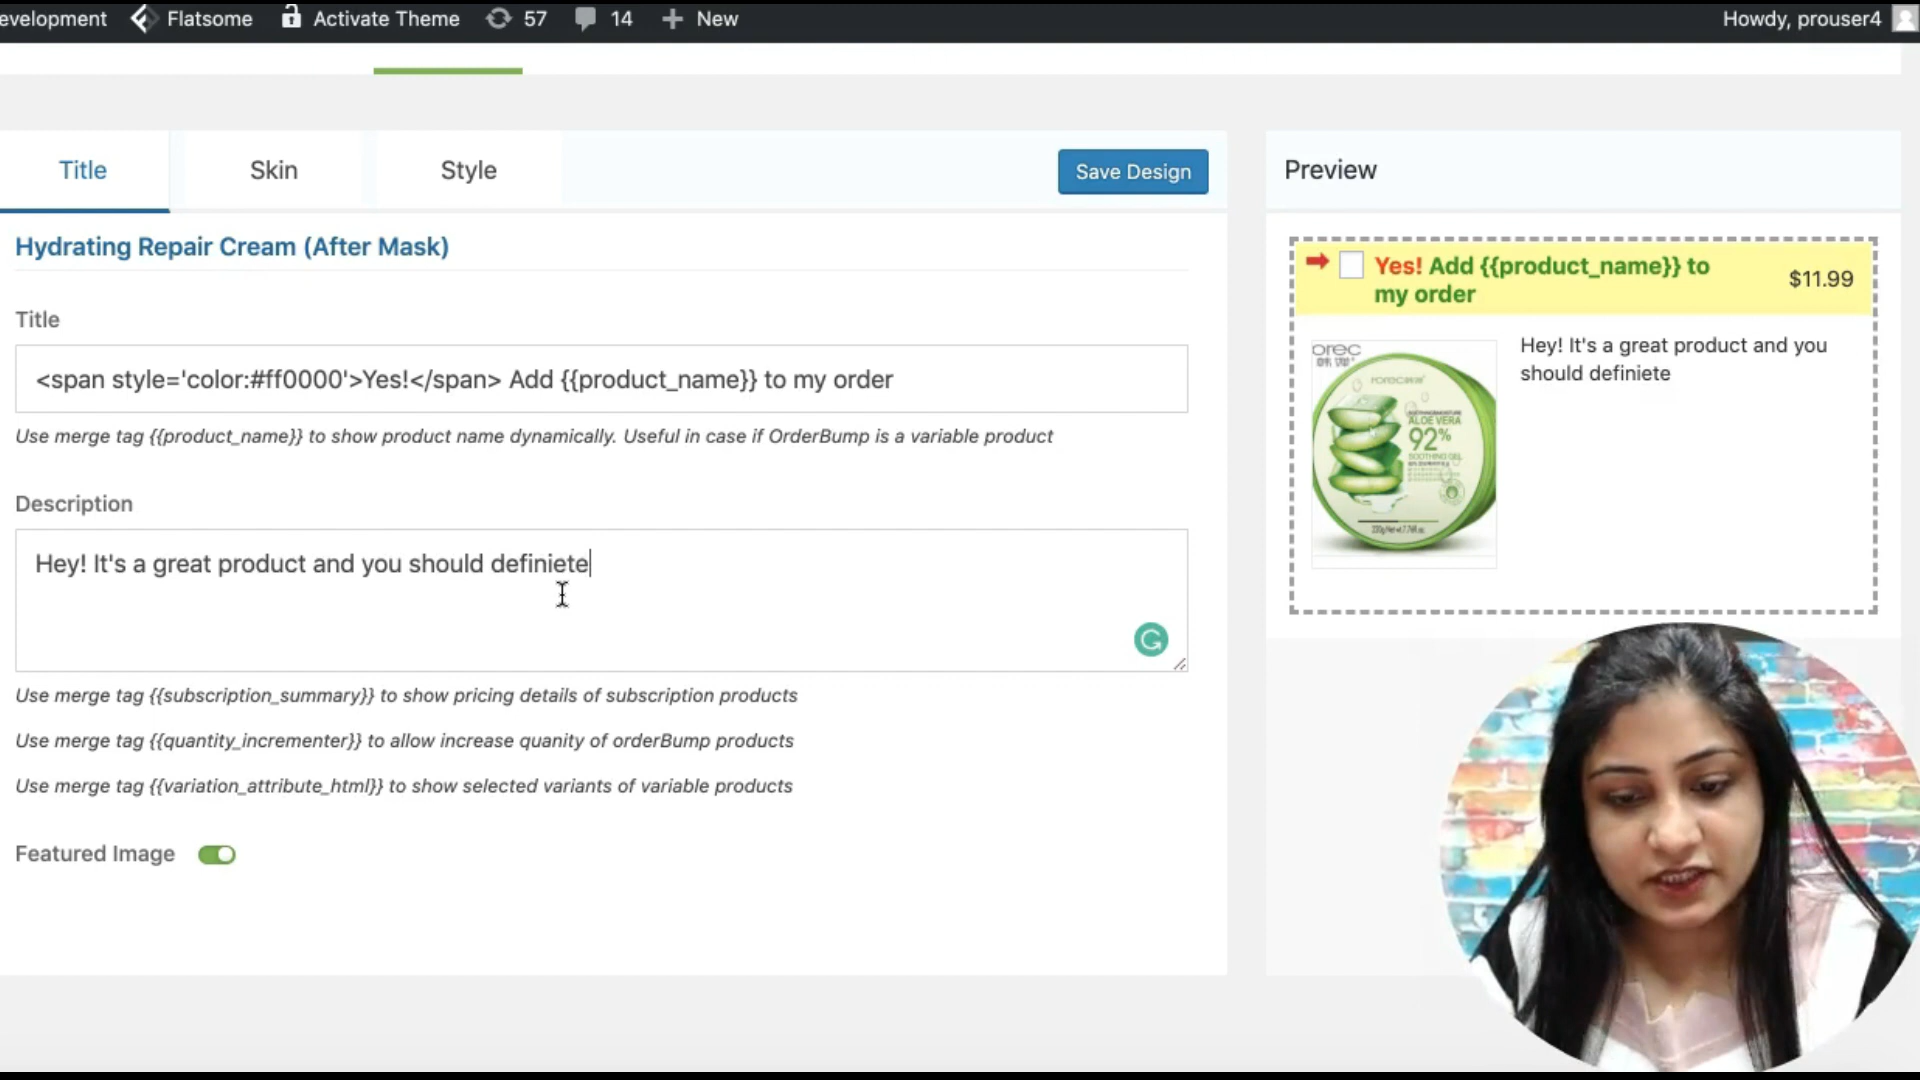 evelopment Flatsome Activate Theme 57 14 New Howdy, prouser4
Title Skin Style Save Design
Hydrating Repair Cream (After Mask)
Title
<span style='color:#ff0000'>Yes!</span> Add {{product_name}} to my order
Use merge tag {{product_name}} to show product name dynamically. Useful in case if OrderBump is a variable product
Description
Hey! It's a great product and you should definiete
Use merge tag {{subscription_summary}} to show pricing details of subscription products
Use merge tag {{quantity_incrementer}} to allow increase quanity of orderBump products
Use merge tag {{variation_attribute_html}} to show selected variants of variable products
Featured Image
Preview
Yes! Add {{product_name}} to
my order
$11.99
Hey! It's a great product and you
should definiete
orec
ALOE VERA
92%
SOOTHING GEL